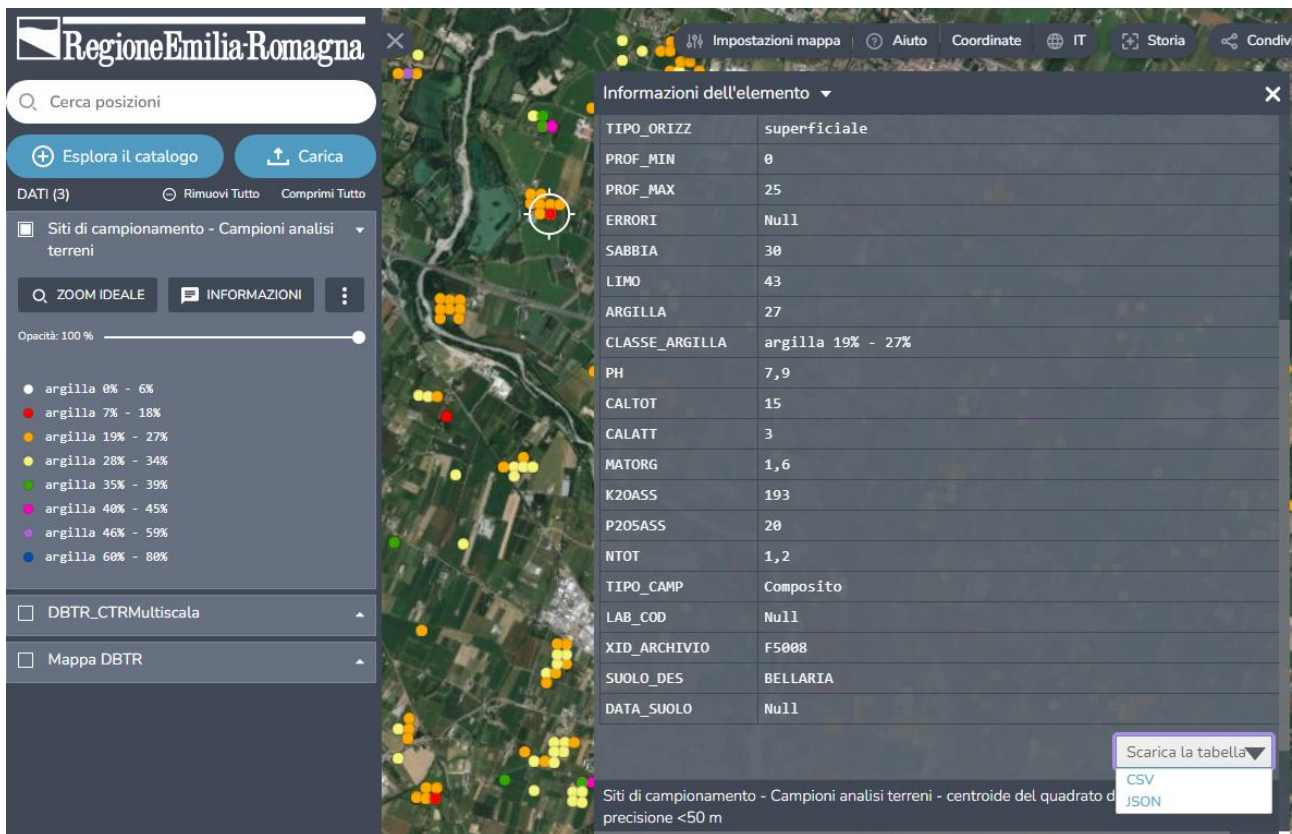 RegioneEmilia-Romagna
Cerca posizioni
Esplora il catalogo
Carica
DATI (3)
Rimuovi Tutto
Comprimi Tutto
Siti di campionamento - Campioni analisi
terreni
ZOOM IDEALE
INFORMAZIONI
Opacità: 100 %
argilla 0% - 6%
argilla 7% - 18%
argilla 19% - 27%
argilla 28% - 34%
argilla 35% - 39%
argilla 40% - 45%
argilla 46% - 59%
argilla 60% - 80%
DBTR_CTRMultiscala
Mappa DBTR
Impostazioni mappa
Aiuto
Coordinate
IT
Storia
Condiv
Informazioni dell'elemento
TIPO_ORIZZ superficiale
PROF_MIN 0
PROF_MAX 25
ERRORI Null
SABBIA 30
LIMO 43
ARGILLA 27
CLASSE_ARGILLA argilla 19% - 27%
PH 7,9
CALTOT 15
CALATT 3
MATORG 1,6
K2OASS 193
P2O5ASS 20
NTOT 1,2
TIPO_CAMP Composito
LAB_COD Null
XID_ARCHIVIO F5008
SUOLO_DES BELLARIA
DATA_SUOLO Null
Scarica la tabella
CSV
JSON
Siti di campionamento - Campioni analisi terreni - centroide del quadrato d
precisione <50 m